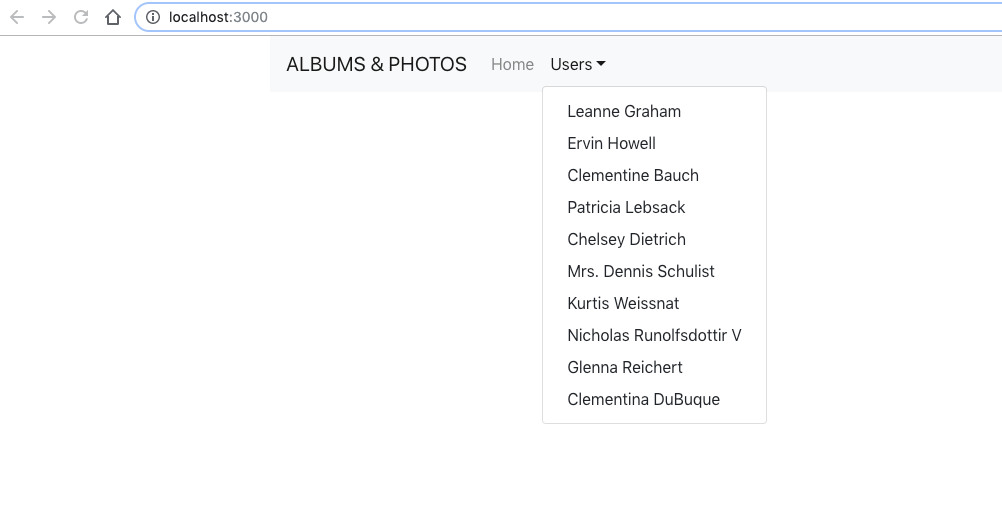 localhost:3000
ALBUMS & PHOTOS Home Users
Leanne Graham
Ervin Howell
Clementine Bauch
Patricia Lebsack
Chelsey Dietrich
Mrs. Dennis Schulist
Kurtis Weissnat
Nicholas Runolfsdottir V
Glenna Reichert
Clementina DuBuque